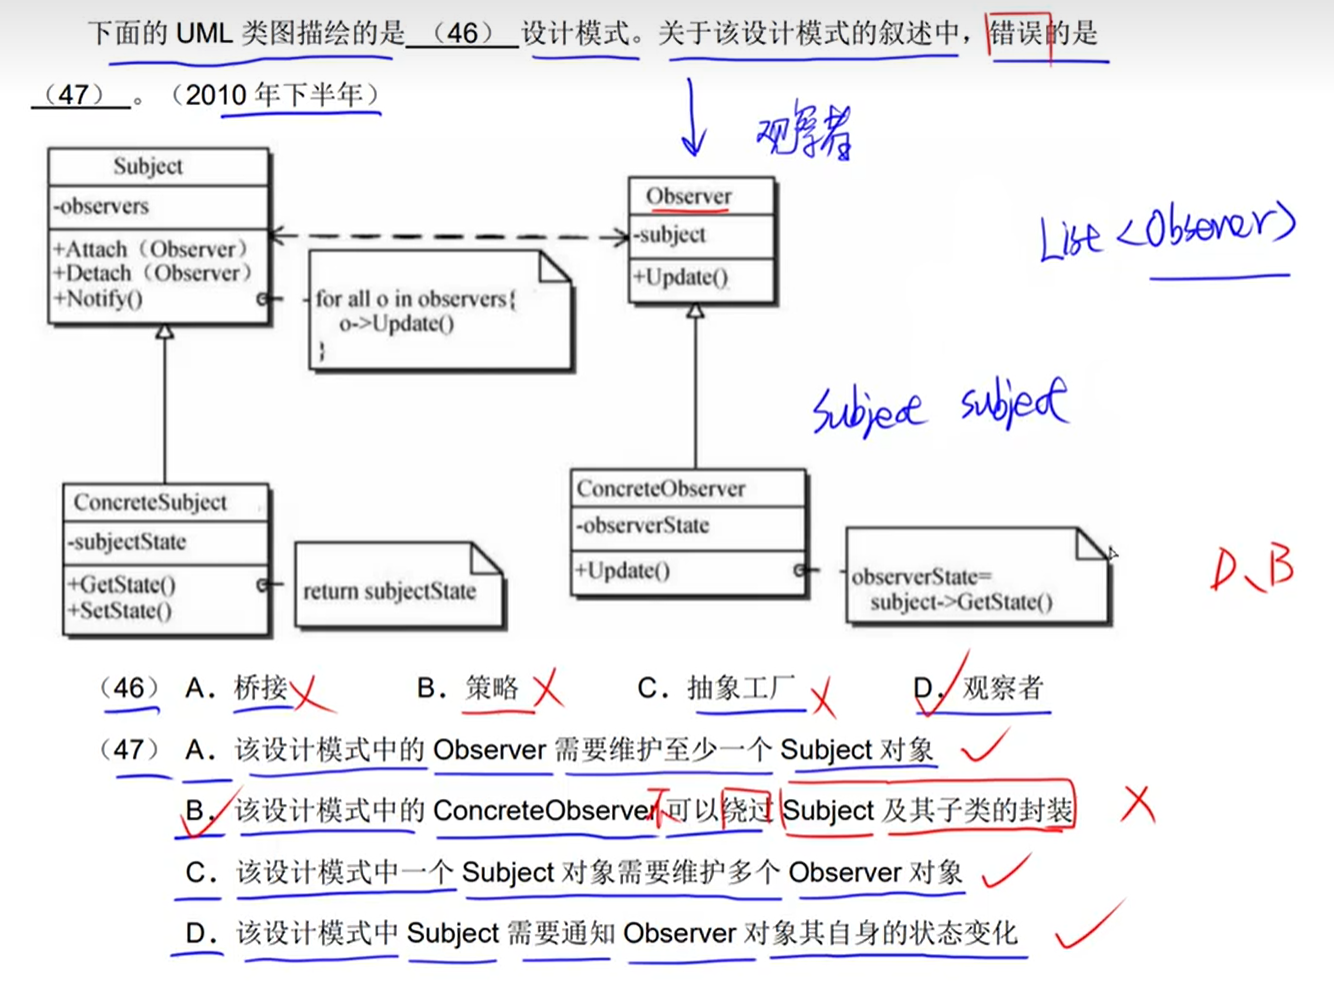 下面的 UML 类图描绘的是 （46） 设计模式。关于该设计模式的叙述中，错误的是
（47） 。（2010 年下半年）
观察者
Subject
-observers
+Attach（Observer）
+Detach（Observer）
+Notify()
for all o in observers{
o->Update()
}
Observer
-subject
+Update()
List <Observer>
Subject subject
ConcreteSubject
-subjectState
+GetState()
+SetState()
return subjectState
ConcreteObserver
-observerState
+Update()
observerState=
subject->GetState()
D、B
（46） A．桥接 B．策略 C．抽象工厂 D．观察者
（47） A．该设计模式中的 Observer 需要维护至少一个 Subject 对象
B．该设计模式中的 ConcreteObserver 不可以绕过 Subject 及其子类的封装
C．该设计模式中一个 Subject 对象需要维护多个 Observer 对象
D．该设计模式中 Subject 需要通知 Observer 对象其自身的状态变化